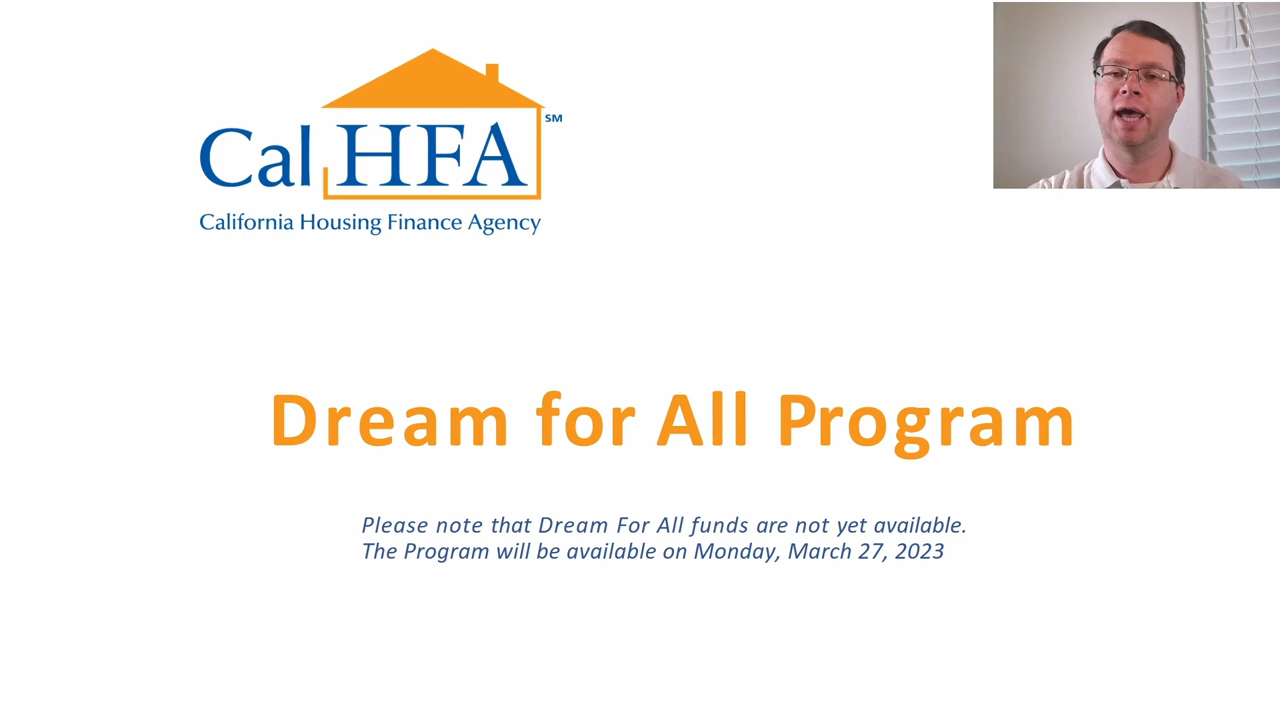 Cal HFA SM
California Housing Finance Agency
Dream for All Program
Please note that Dream For All funds are not yet available.
The Program will be available on Monday, March 27, 2023